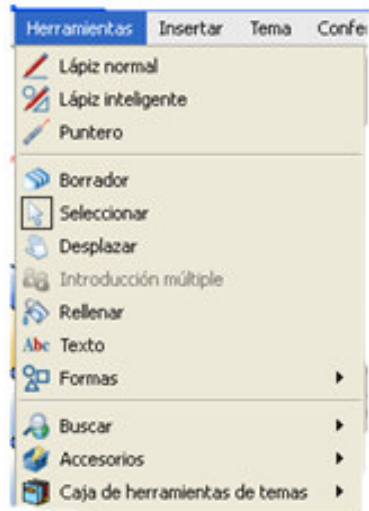 Herramientas Insertar Tema Confe
Lápiz normal
Lápiz inteligente
Puntero
Borrador
Seleccionar
Desplazar
Introducción múltiple
Rellenar
Abc Texto
Formas
Buscar
Accesorios
Caja de herramientas de temas